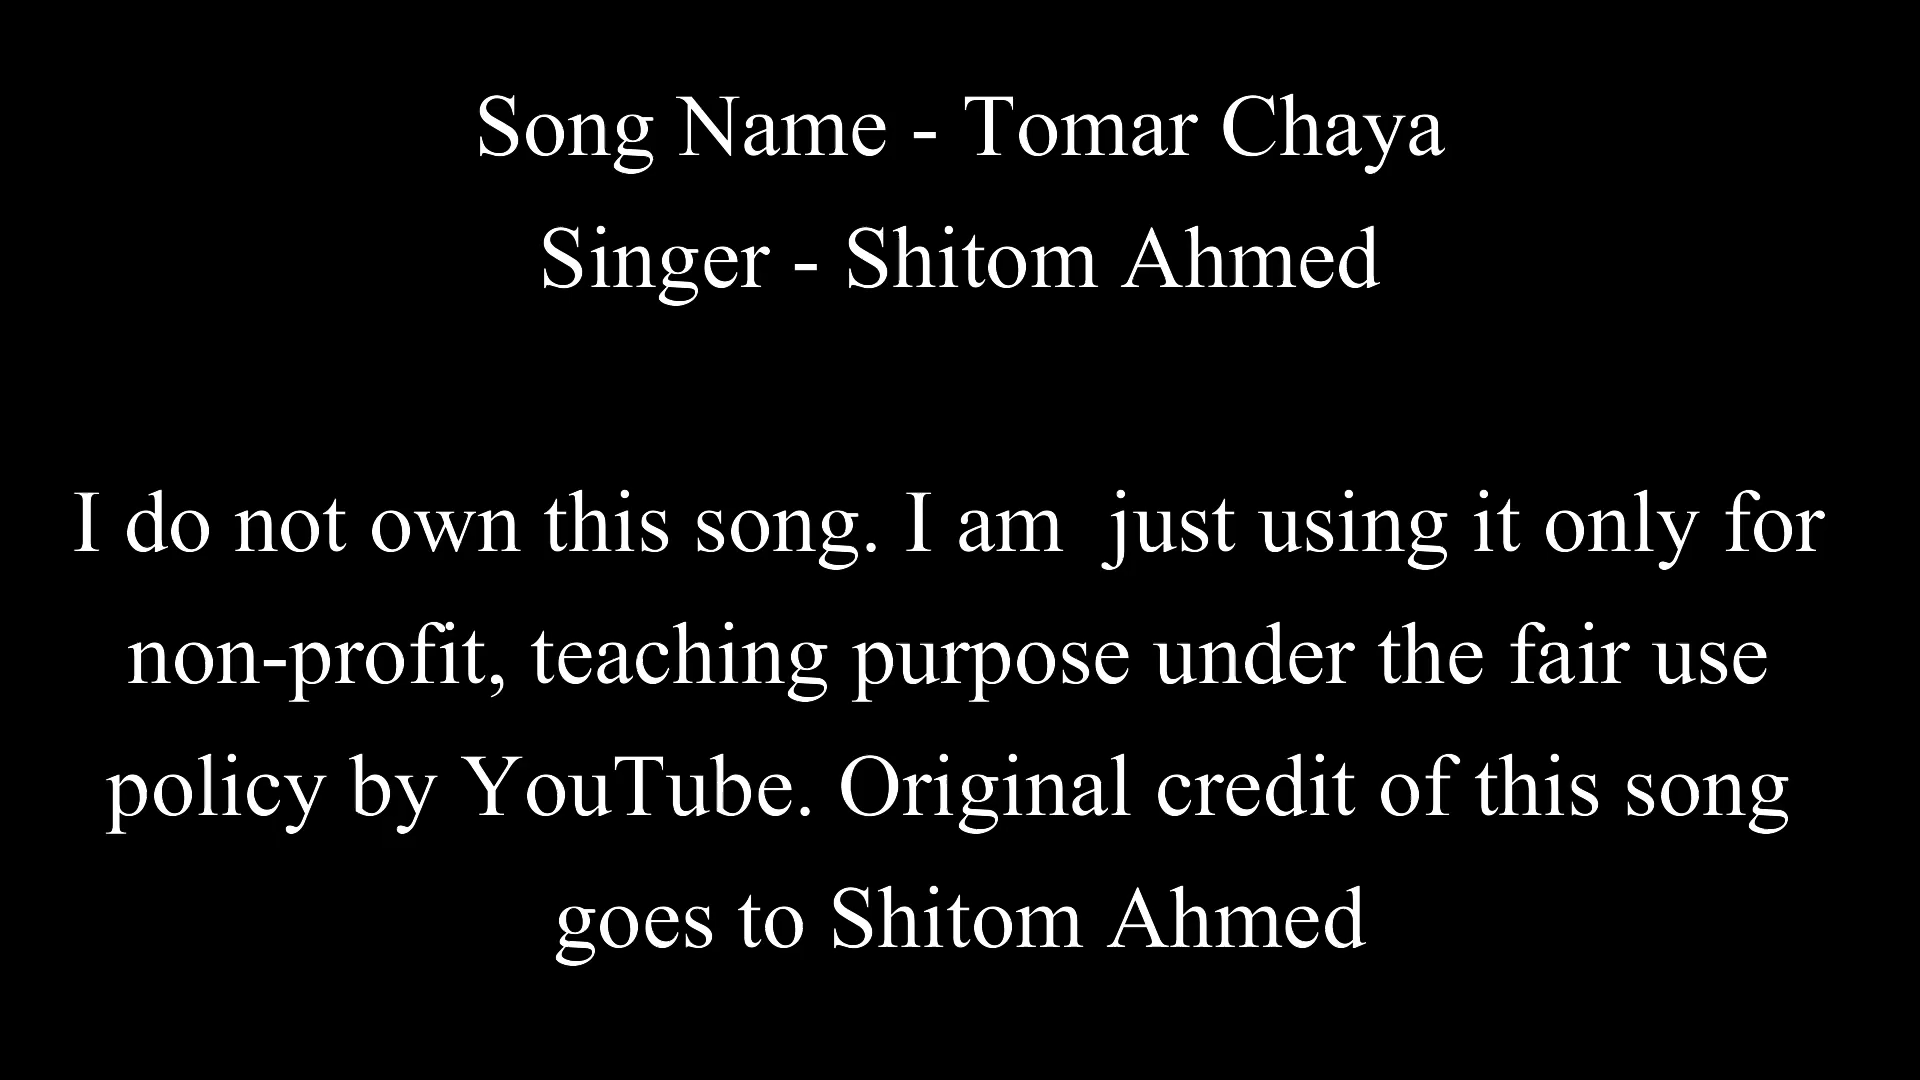 Song Name - Tomar Chaya
Singer - Shitom Ahmed
I do not own this song. I am  just using it only for
non-profit, teaching purpose under the fair use
policy by YouTube. Original credit of this song
goes to Shitom Ahmed